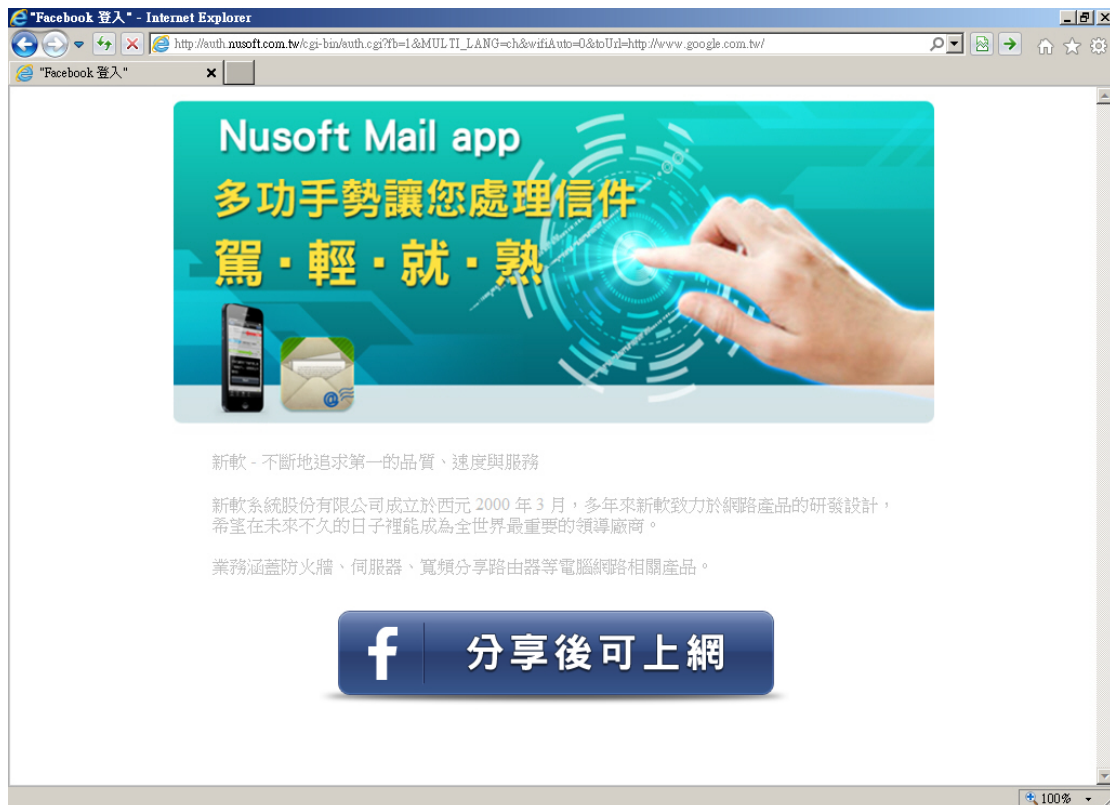 "Facebook 登入" - Internet Explorer
http://auth.nusoft.com.tw/cgi-bin/auth.cgi?fb=1&MULTI_LANG=ch&wifiAuto=0&toUrl=http://www.google.com.tw/
"Facebook 登入"
Nusoft Mail app
多功手勢讓您處理信件
駕・輕・就・熟
新軟 - 不斷地追求第一的品質、速度與服務
新軟系統股份有限公司成立於西元 2000 年 3 月，多年來新軟致力於網路產品的研發設計，
希望在未來不久的日子裡能成為全世界最重要的領導廠商。
業務涵蓋防火牆、伺服器、寬頻分享路由器等電腦網路相關產品。
f 分享後可上網
100%